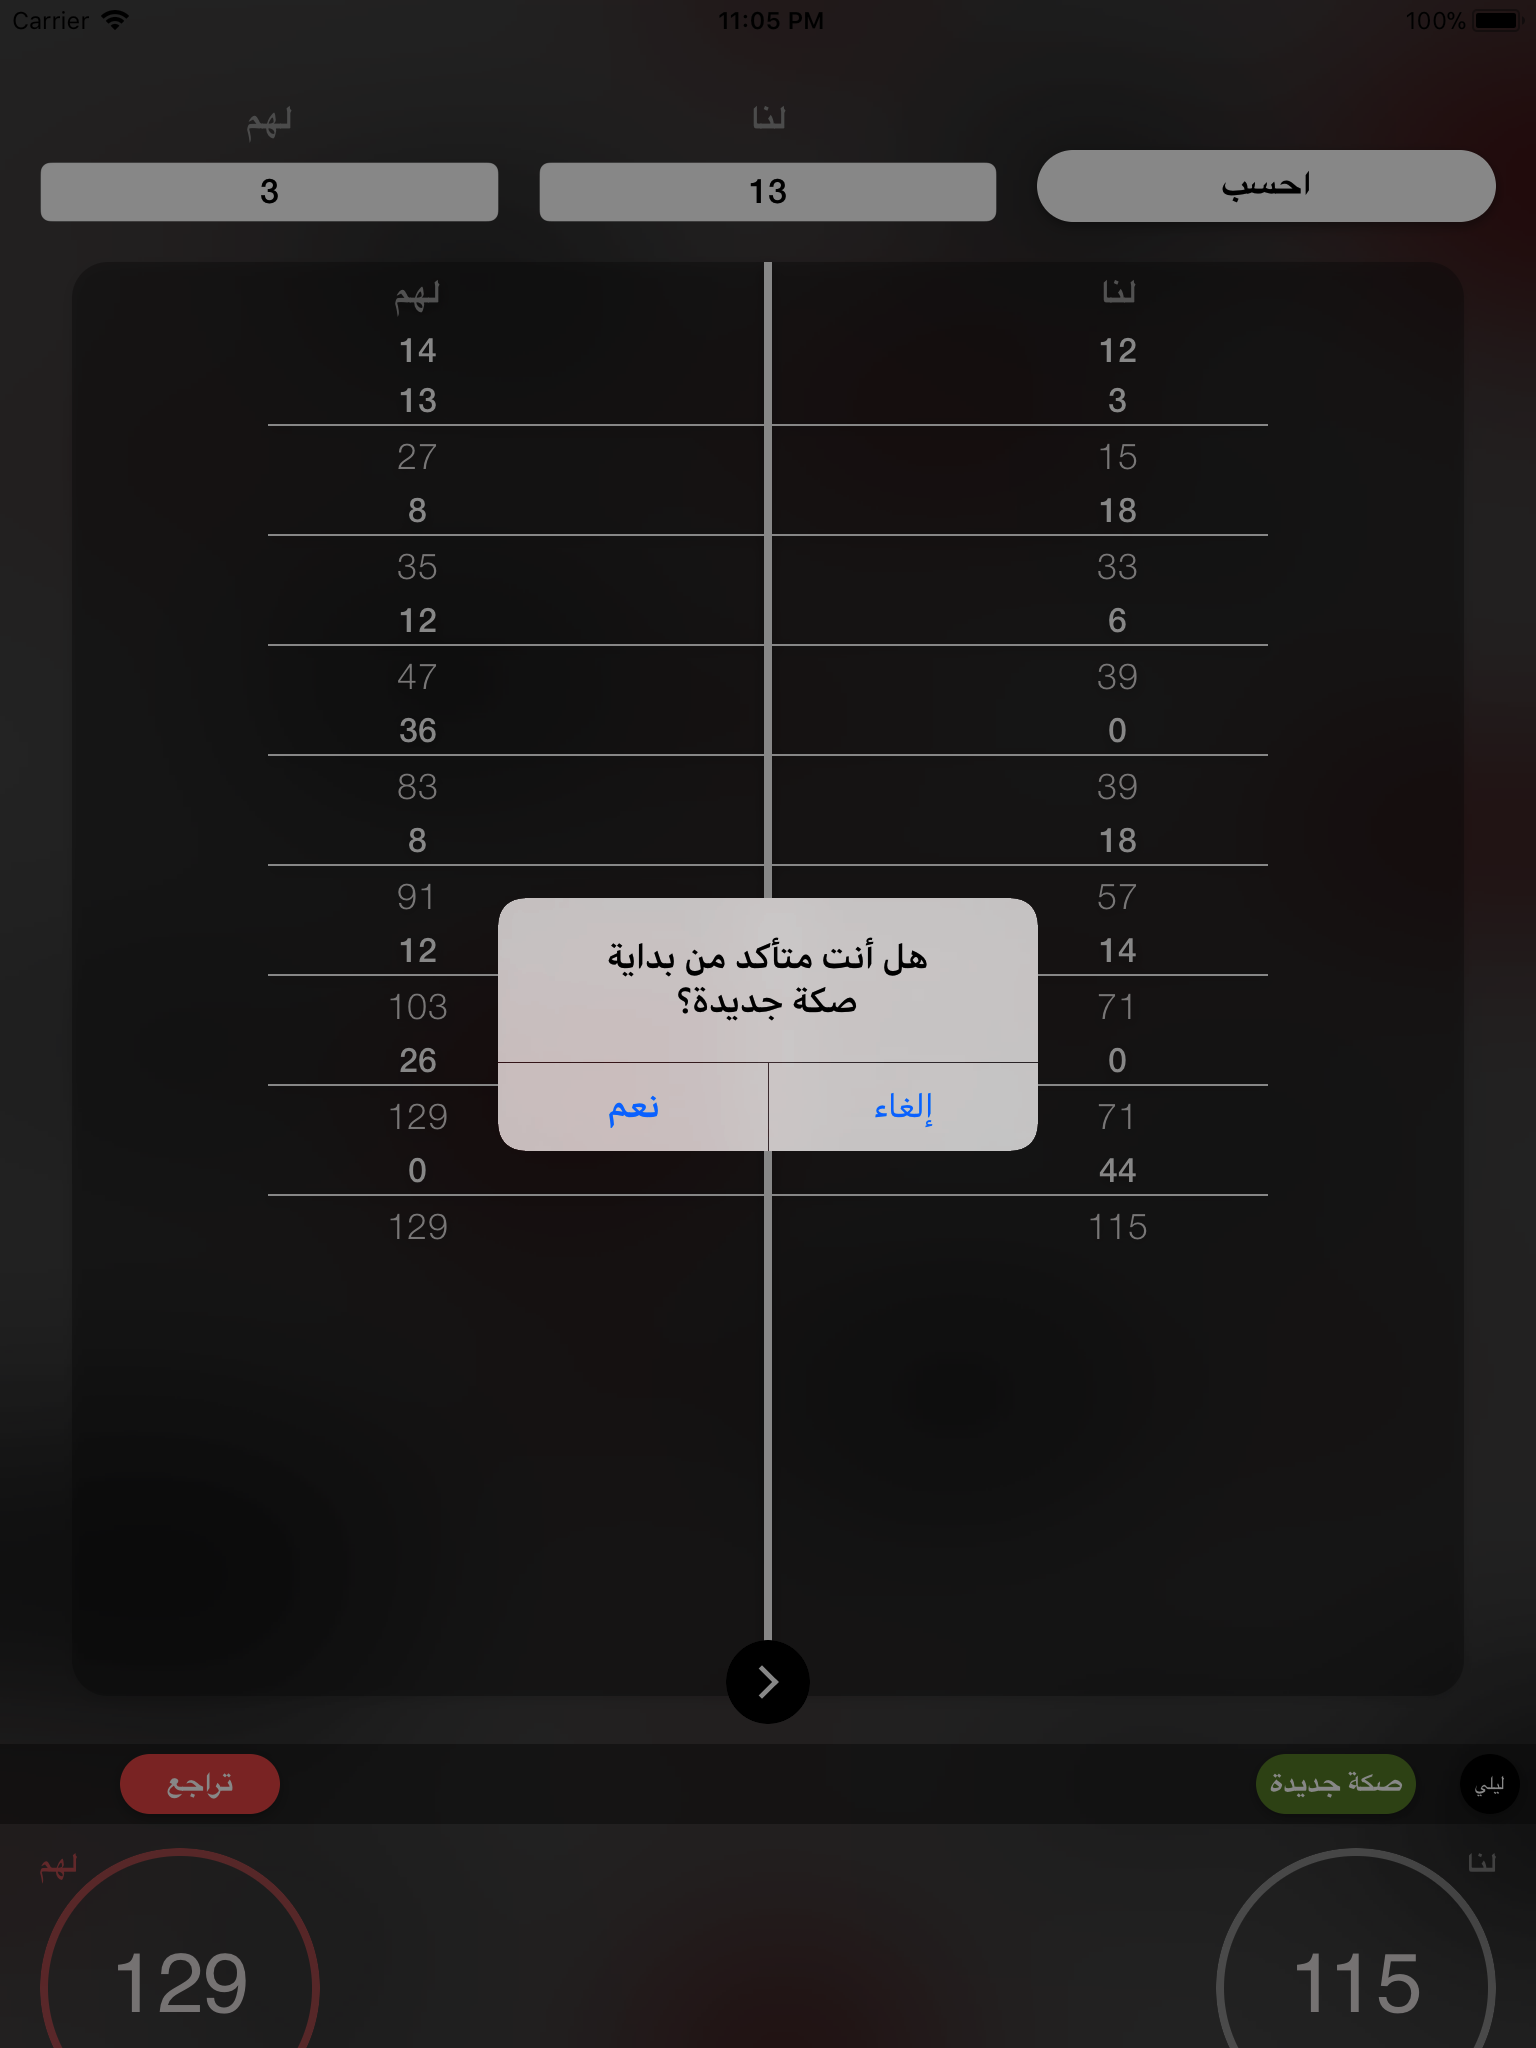 Carrier 11:05 PM 100%
لنا لهم
احسب 13 3
لنا لهم
12 14
3 13
15 27
18 8
33 35
6 12
39 47
0 36
39 83
18 8
57 91
14 12
71 103
0 26
71 129
44 0
115 129
هل أنت متأكد من بداية
صكة جديدة؟
إلغاء نعم
ليلي صكة جديدة تراجع
لنا لهم
115 129